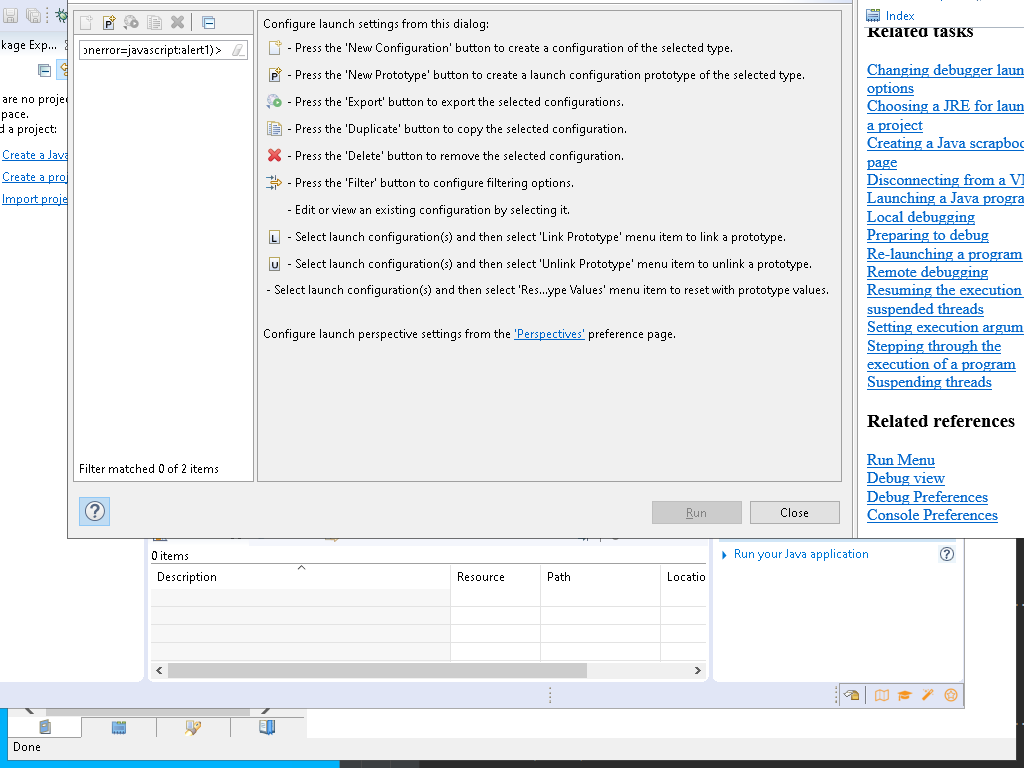 kage Exp...
are no proje
pace.
d a project:
Create a Java
Create a proj
Import proje
onerror=javascript:alert1)>
Filter matched 0 of 2 items
Configure launch settings from this dialog:
- Press the 'New Configuration' button to create a configuration of the selected type.
P - Press the 'New Prototype' button to create a launch configuration prototype of the selected type.
- Press the 'Export' button to export the selected configurations.
- Press the 'Duplicate' button to copy the selected configuration.
- Press the 'Delete' button to remove the selected configuration.
- Press the 'Filter' button to configure filtering options.
- Edit or view an existing configuration by selecting it.
L - Select launch configuration(s) and then select 'Link Prototype' menu item to link a prototype.
U - Select launch configuration(s) and then select 'Unlink Prototype' menu item to unlink a prototype.
- Select launch configuration(s) and then select 'Res...ype Values' menu item to reset with prototype values.
Configure launch perspective settings from the 'Perspectives' preference page.
? Run Close
Index
Related tasks
Changing debugger laun
options
Choosing a JRE for laun
a project
Creating a Java scrapboo
page
Disconnecting from a VM
Launching a Java progra
Local debugging
Preparing to debug
Re-launching a program
Remote debugging
Resuming the execution
suspended threads
Setting execution argum
Stepping through the
execution of a program
Suspending threads
Related references
Run Menu
Debug view
Debug Preferences
Console Preferences
0 items
Description Resource Path Locatio
Run your Java application ?
Done